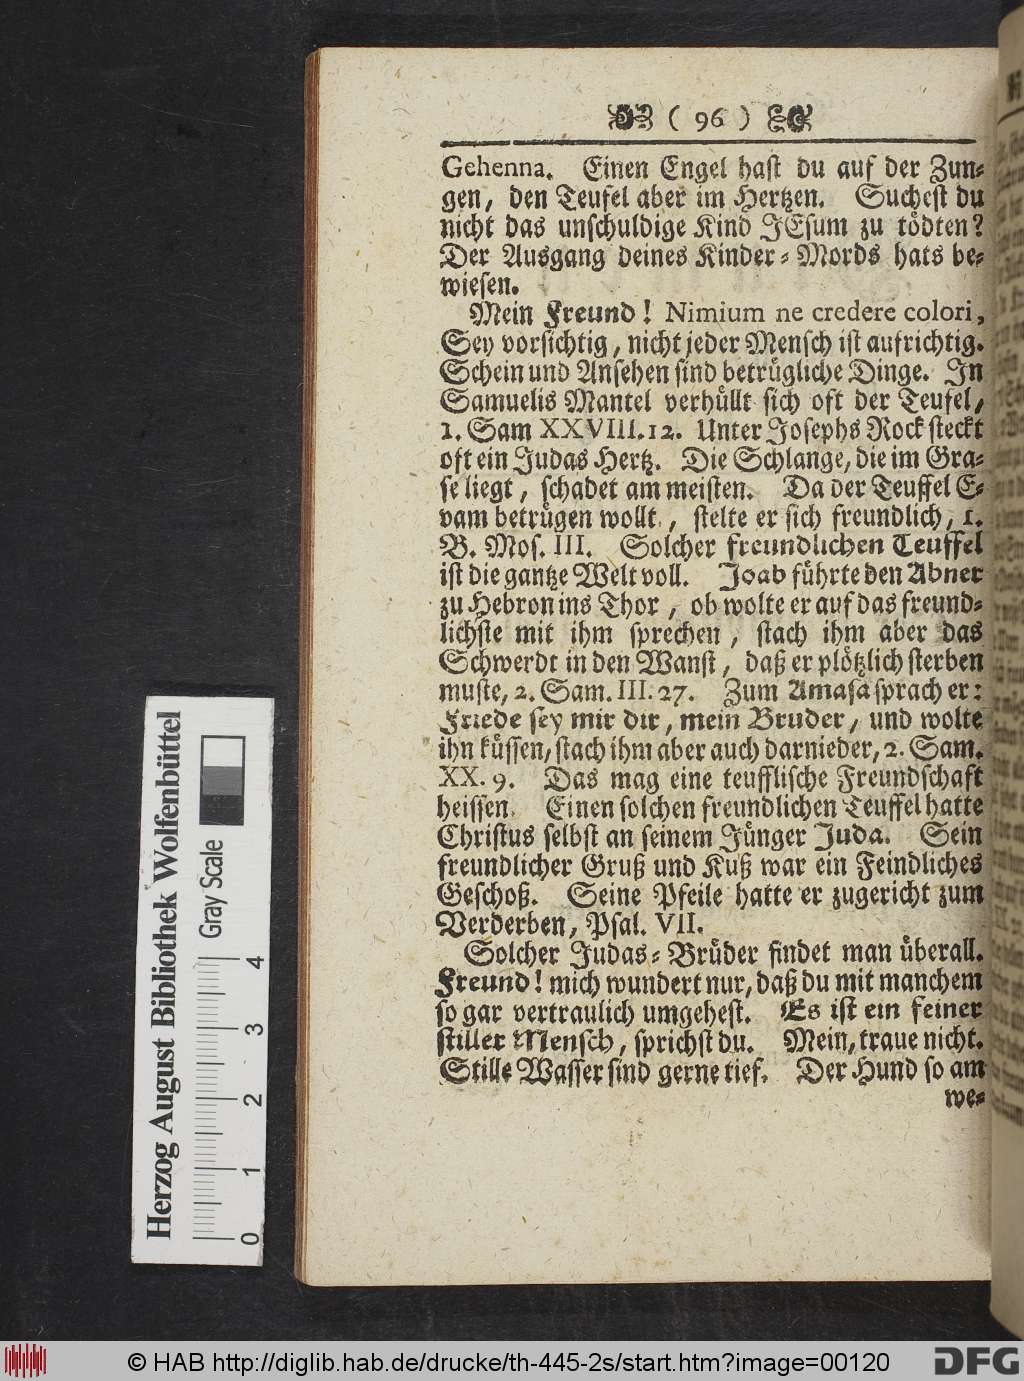 ( 96 )
Gehenna. Einen Engel hast du auf der Zun-
gen, den Teufel aber im Hertzen. Suchest du
nicht das unschuldige Kind JEsum zu tödten?
Der Ausgang deines Kinder-Mords hats be-
wiesen.
Mein Freund! Nimium ne credere colori,
Sey vorsichtig, nicht jeder Mensch ist aufrichtig.
Schein und Ansehen sind betrügliche Dinge. In
Samuelis Mantel verhüllt sich oft der Teufel,
1. Sam XXVIII. 12. Unter Josephs Rock steckt
oft ein Judas Hertz. Die Schlange, die im Gra-
se liegt, schadet am meisten. Da der Teuffel E-
vam betrügen wollt, stelte er sich freundlich, 1.
B. Mos. III. Solcher freundlichen Teuffel
ist die gantze Welt voll. Joab führte den Abner
zu Hebron ins Thor, ob wolte er auf das freund-
lichste mit ihm sprechen, stach ihm aber das
Schwerdt in den Wanst, daß er plötzlich sterben
muste, 2. Sam. III. 27. Zum Amasa sprach er:
Friede sey mir dir, mein Bruder, und wolte
ihn küssen, stach ihm aber auch darnieder, 2. Sam.
XX. 9. Das mag eine teufflische Freundschaft
heissen. Einen solchen freundlichen Teuffel hatte
Christus selbst an seinem Jünger Juda. Sein
freundlicher Gruß und Kuß war ein Feindliches
Geschoß. Seine Pfeile hatte er zugericht zum
Verderben, Psal. VII.
Solcher Judas-Brüder findet man überall.
Freund! mich wundert nur, daß du mit manchem
so gar vertraulich umgehest. Es ist ein feiner
stiller Mensch, sprichst du. Mein, traue nicht.
Stille Wasser sind gerne tief. Der Hund so am
we-
Herzog August Bibliothek Wolfenbüttel
Gray Scale
0 1 2 3 4
© HAB http://diglib.hab.de/drucke/th-445-2s/start.htm?image=00120
DFG